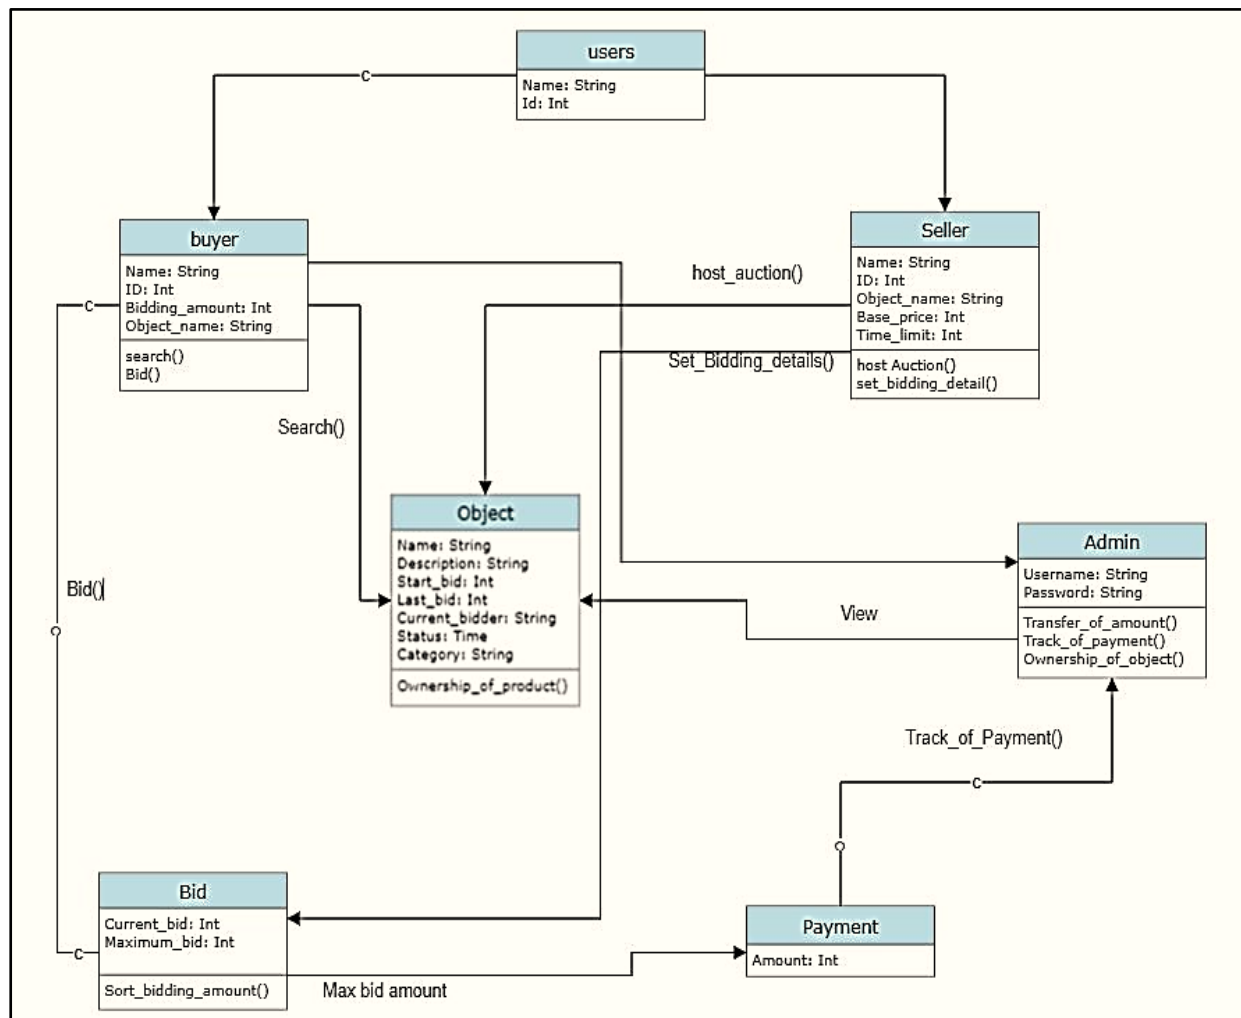 users
Name: String
Id: Int
c
buyer
Name: String
ID: Int
Bidding_amount: Int
Object_name: String
search()
Bid()
c
host_auction()
Seller
Name: String
ID: Int
Object_name: String
Base_price: Int
Time_limit: Int
host Auction()
set_bidding_detail()
Set_Bidding_details()
Search()
Object
Name: String
Description: String
Start_bid: Int
Last_bid: Int
Current_bidder: String
Status: Time
Category: String
Ownership_of_product()
Admin
Username: String
Password: String
Transfer_of_amount()
Track_of_payment()
Ownership_of_object()
Bid()
View
Track_of_Payment()
c
Bid
Current_bid: Int
Maximum_bid: Int
Sort_bidding_amount()
c
Max bid amount
Payment
Amount: Int